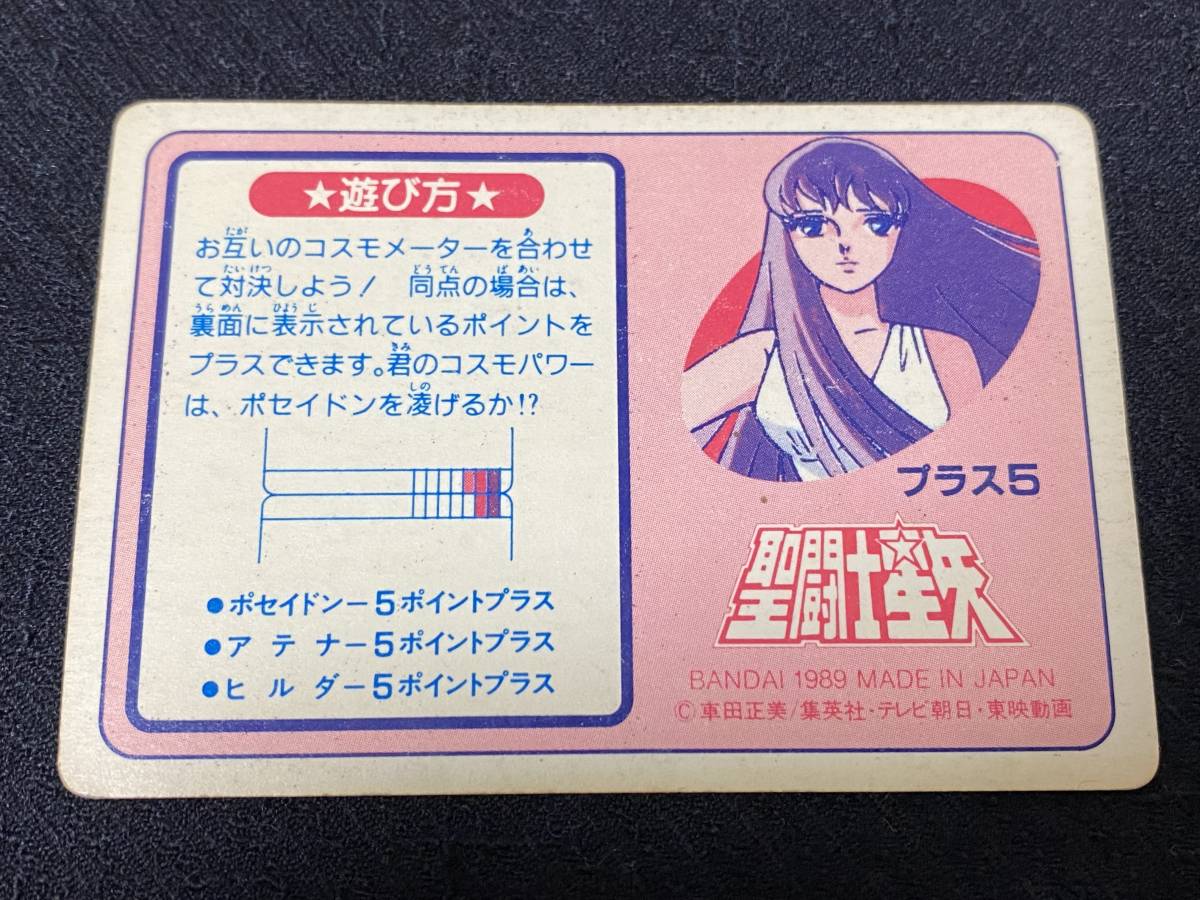 ★遊び方★
お互いのコスモメーターを合わせ
て対決しよう! 同点の場合は、
裏面に表示されているポイントを
プラスできます。君のコスモパワー
は、ポセイドンを凌げるか!?
●ポセイドン−5ポイントプラス
●アテナ−5ポイントプラス
●ヒルダ−5ポイントプラス
プラス5
聖闘士星矢
BANDAI 1989 MADE IN JAPAN
©車田正美/集英社・テレビ朝日・東映動画